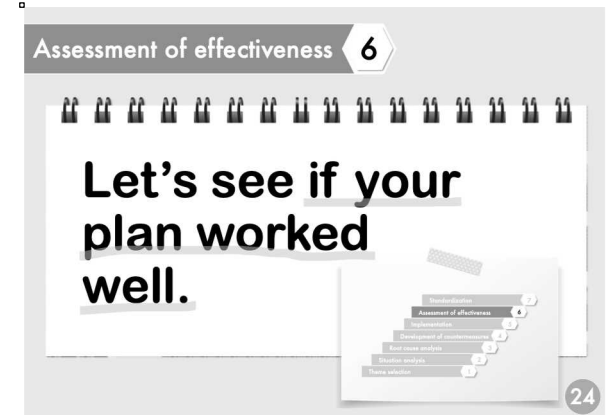 Assessment of effectiveness 6
Let's see if your
plan worked
well.
Standardization 7
Assessment of effectiveness 6
Implementation 5
Development of countermeasures 4
Root cause analysis 3
Situation analysis 2
Theme selection 1
24